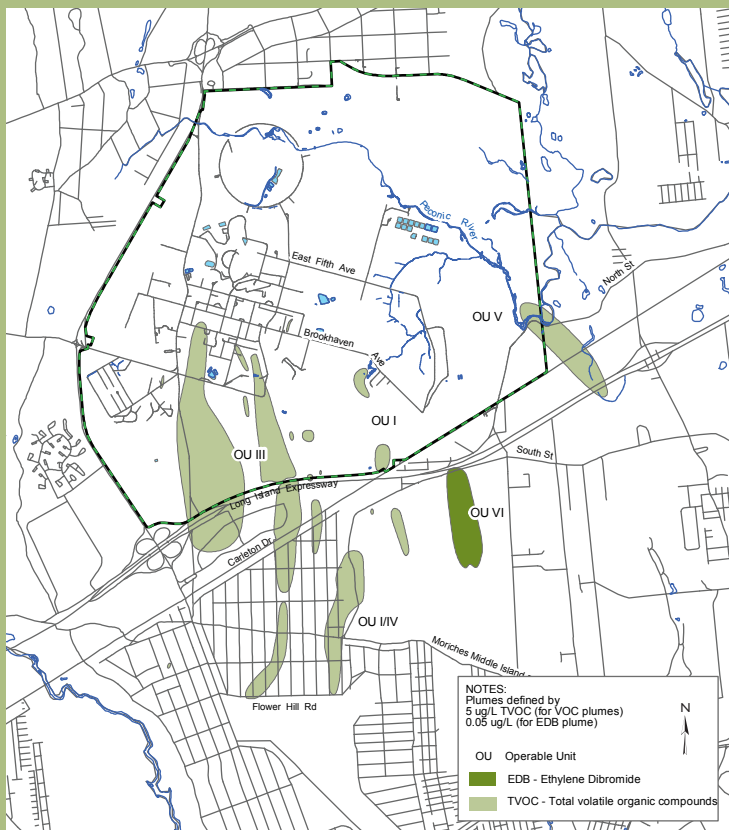 Peconic River
East Fifth Ave
North St
OU V
Brookhaven Ave
OU I
OU III
South St
Long Island Expressway
OU VI
Carleton Dr
OU I/IV
Moriches Middle Island
Flower Hill Rd
NOTES:
Plumes defined by
5 ug/L TVOC (for VOC plumes)
0.05 ug/L (for EDB plume)
N
OU Operable Unit
EDB - Ethylene Dibromide
TVOC - Total volatile organic compounds